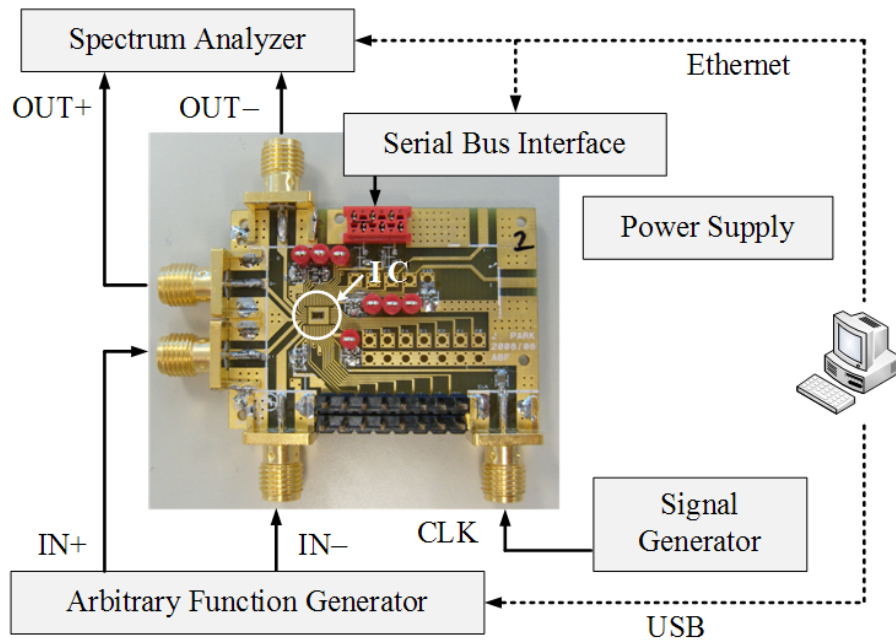 Spectrum Analyzer
Ethernet
OUT+
OUT−
Serial Bus Interface
Power Supply
2
IC
PARK
ABF
Signal
Generator
CLK
IN+
IN−
Arbitrary Function Generator
USB